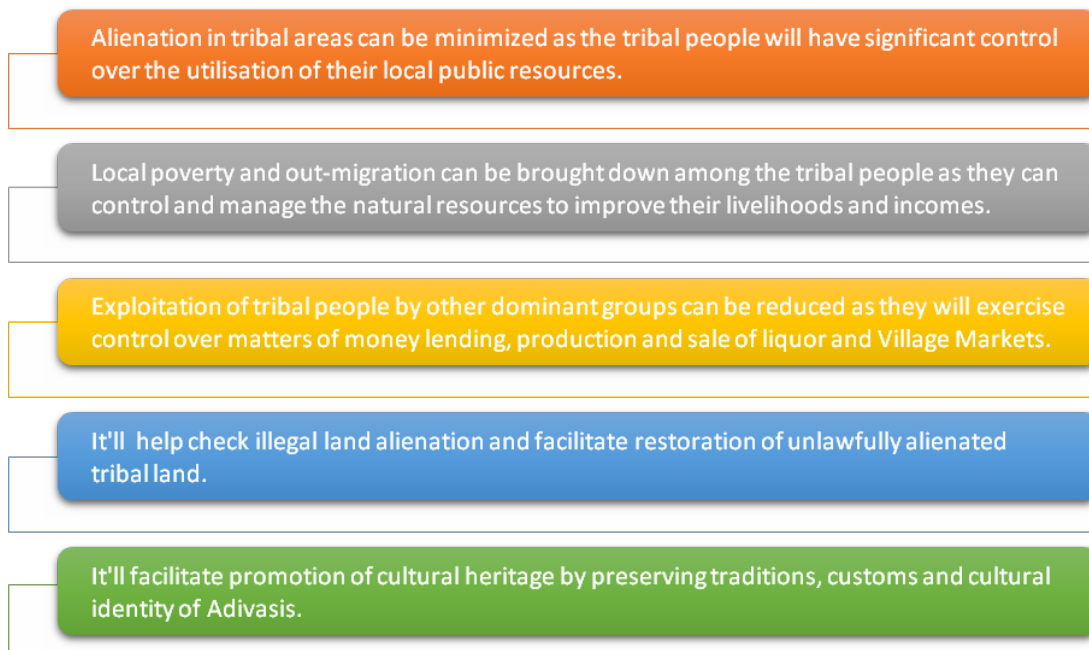 Alienation in tribal areas can be minimized as the tribal people will have significant control
over the utilisation of their local public resources.
Local poverty and out-migration can be brought down among the tribal people as they can
control and manage the natural resources to improve their livelihoods and incomes.
Exploitation of tribal people by other dominant groups can be reduced as they will exercise
control over matters of money lending, production and sale of liquor and Village Markets.
It'll help check illegal land alienation and facilitate restoration of unlawfully alienated
tribal land.
It'll facilitate promotion of cultural heritage by preserving traditions, customs and cultural
identity of Adivasis.